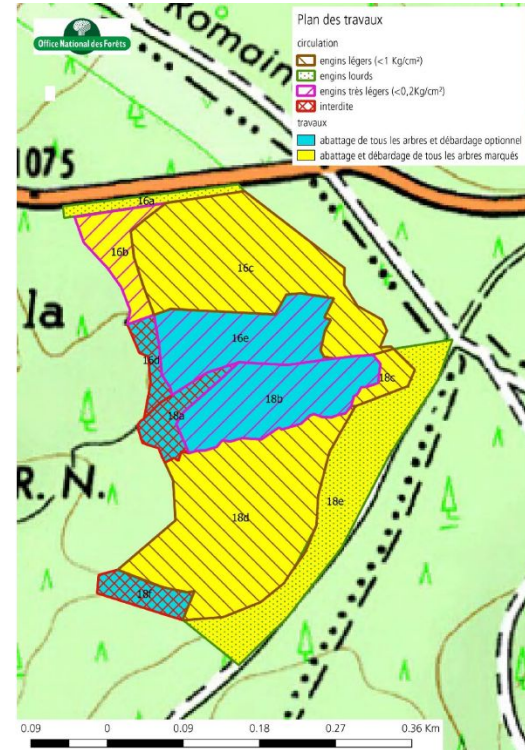 Office National des Forêts
Romain
Plan des travaux
circulation
engins légers (<1 Kg/cm²)
engins lourds
engins très légers (<0,2Kg/cm²)
interdite
travaux
abattage de tous les arbres et débardage optionnel
abattage et débardage de tous les arbres marqués
1075
16a
16b
16c
la
16e
16d
18c
18b
18a
R. N.
18e
18d
18f
0.09 0 0.09 0.18 0.27 0.36 Km